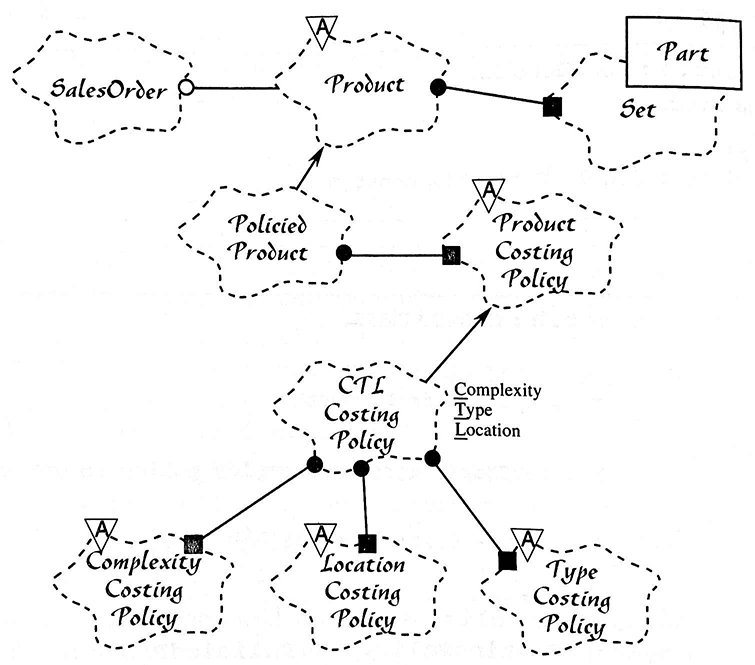 A
Part
SalesOrder
Product
Set
A
Policied
Product
Product
Costing
Policy
CTL
Costing
Policy
Complexity
Type
Location
A
Complexity
Costing
Policy
A
Location
Costing
Policy
A
Type
Costing
Policy